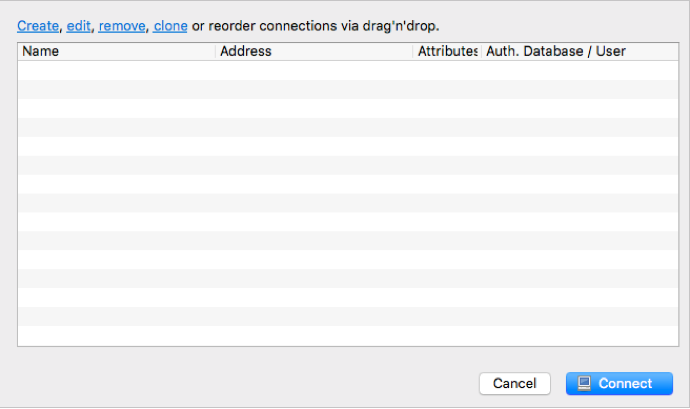 Create, edit, remove, clone or reorder connections via drag'n'drop.
Name Address Attributes Auth. Database / User
Cancel Connect